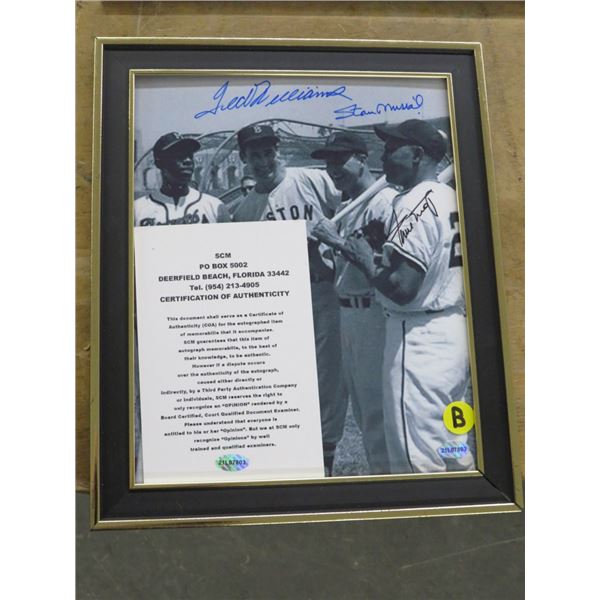 Ted Williams
Stan Musial
B
STON
Willie Mays
SCM
PO BOX 5002
DEERFIELD BEACH, FLORIDA 33442
Tel. (954) 213-4905
CERTIFICATION OF AUTHENTICITY
This document shall serve as a Certificate of
Authenticity (COA) for the autographed item
of memorabilia that it accompanies.
SCM guarantees that this item of
autograph memorabilia, to the best of
their knowledge, to be authentic.
However if a dispute occurs
over the authenticity of the autograph,
caused either directly or
indirectly, by a Third Party Authentication Company
or Individuals, SCM reserves the right to
only recognize an "OPINION" rendered by a
Board Certified, Court Qualified Document Examiner.
Please understand that everyone is
entitled to his or her "Opinion". But we at SCM only
recognize "Opinions" by well
trained and qualified examiners.
B